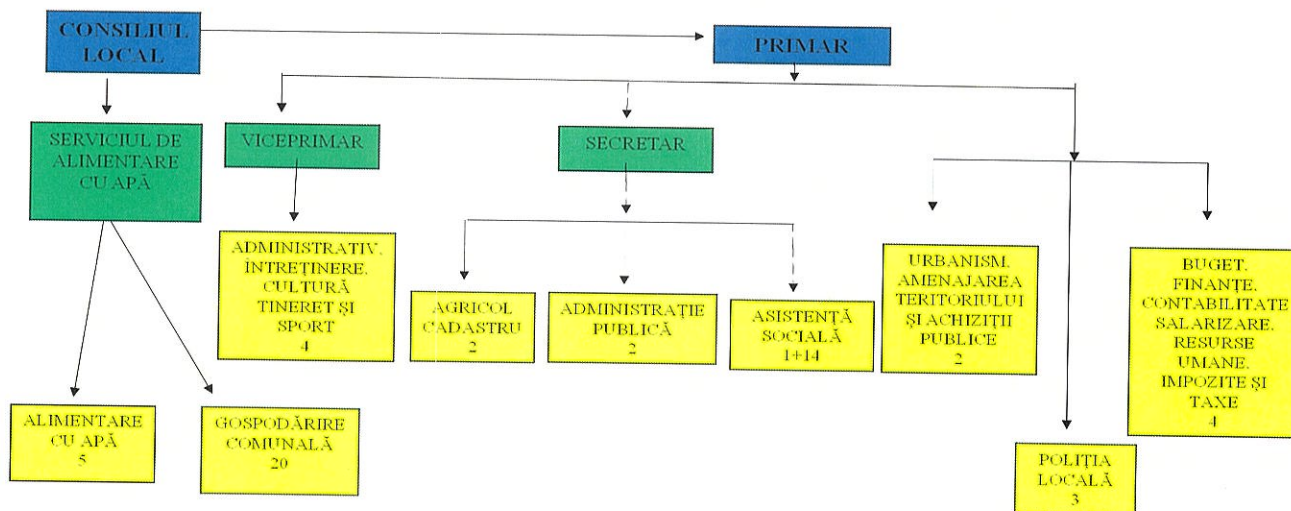 CONSILIUL
LOCAL
PRIMAR
SERVICIUL DE
ALIMENTARE
CU APĂ
VICEPRIMAR
SECRETAR
ADMINISTRATIV.
ÎNTREȚINERE.
CULTURĂ
TINERET ȘI
SPORT
4
AGRICOL
CADASTRU
2
ADMINISTRAȚIE
PUBLICĂ
2
ASISTENȚĂ
SOCIALĂ
1+14
URBANISM.
AMENAJAREA
TERITORIULUI
ȘI ACHIZIȚII
PUBLICE
2
BUGET.
FINANȚE.
CONTABILITATE
SALARIZARE.
RESURSE
UMANE.
IMPOZITE ȘI
TAXE
4
ALIMENTARE
CU APĂ
5
GOSPODĂRIRE
COMUNALĂ
20
POLIȚIA
LOCALĂ
3